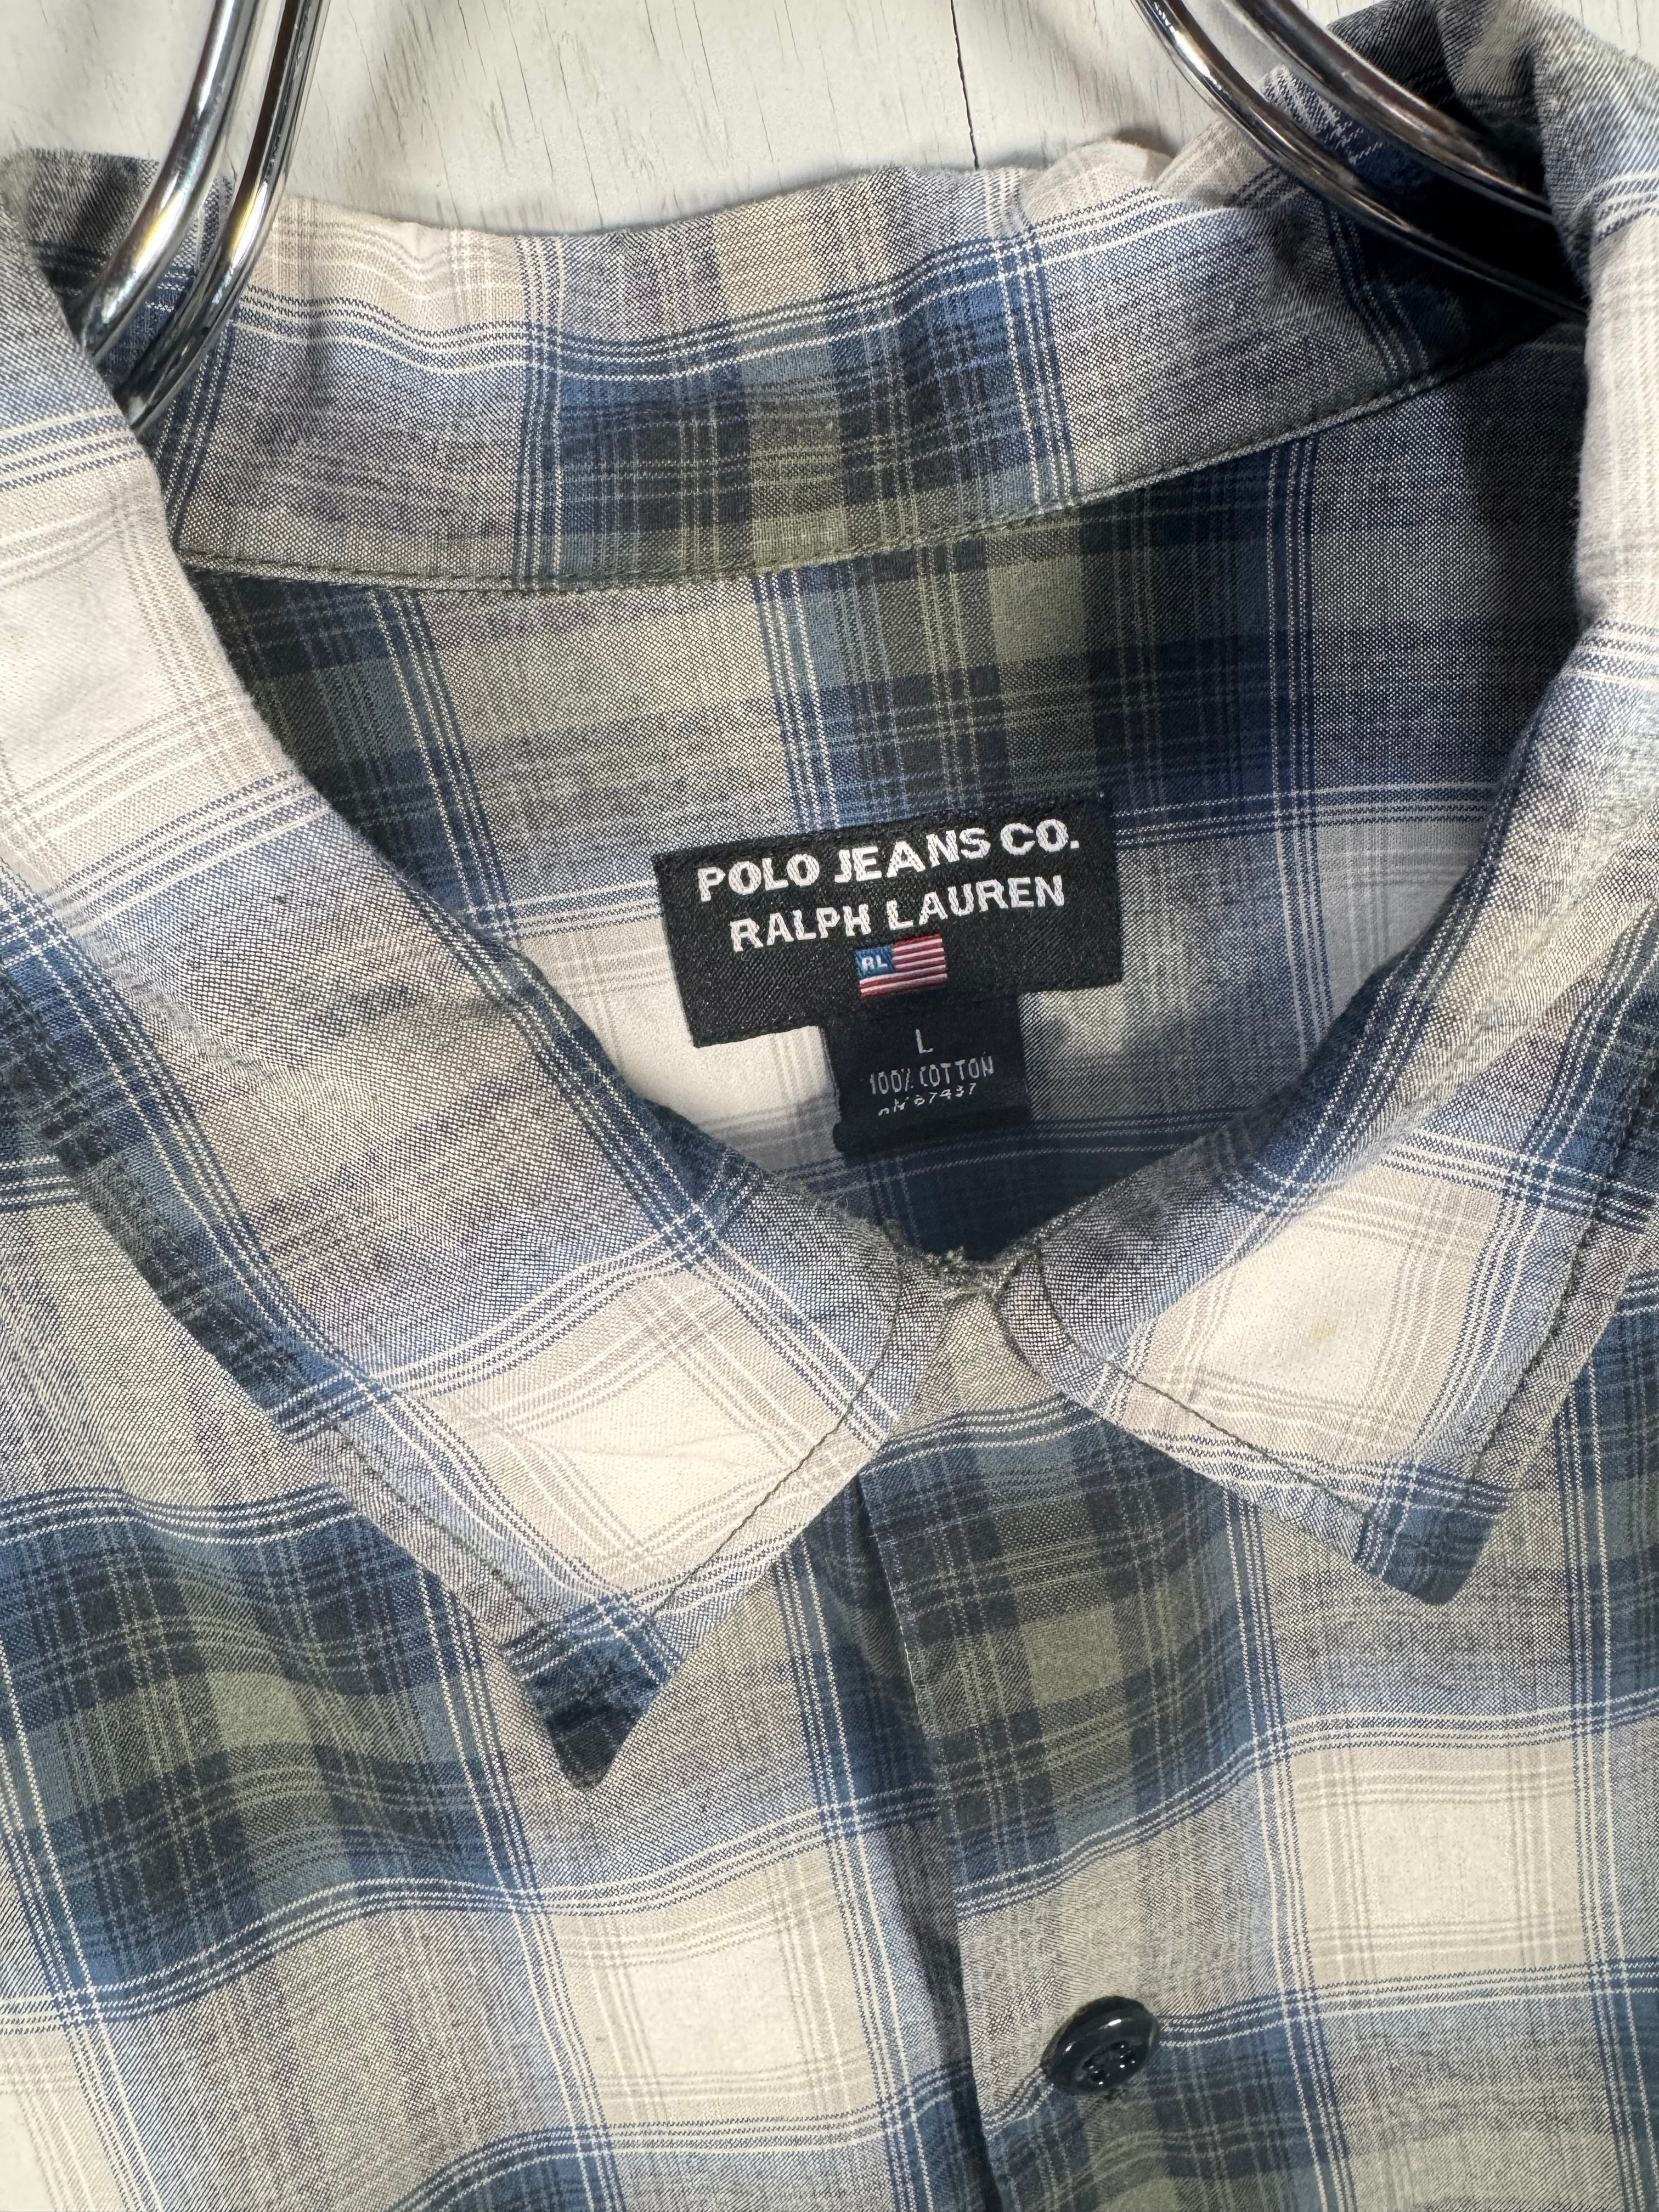 POLO JEANS CO.
RALPH LAUREN
RL
L
100% COTTON